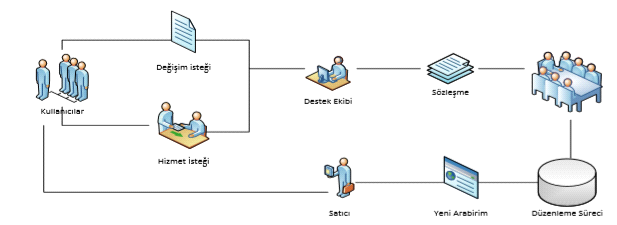 Değişim isteği
Kullanıcılar
Destek Ekibi
Sözleşme
Hizmet İsteği
Satıcı
Yeni Arabirim
Düzenleme Süreci